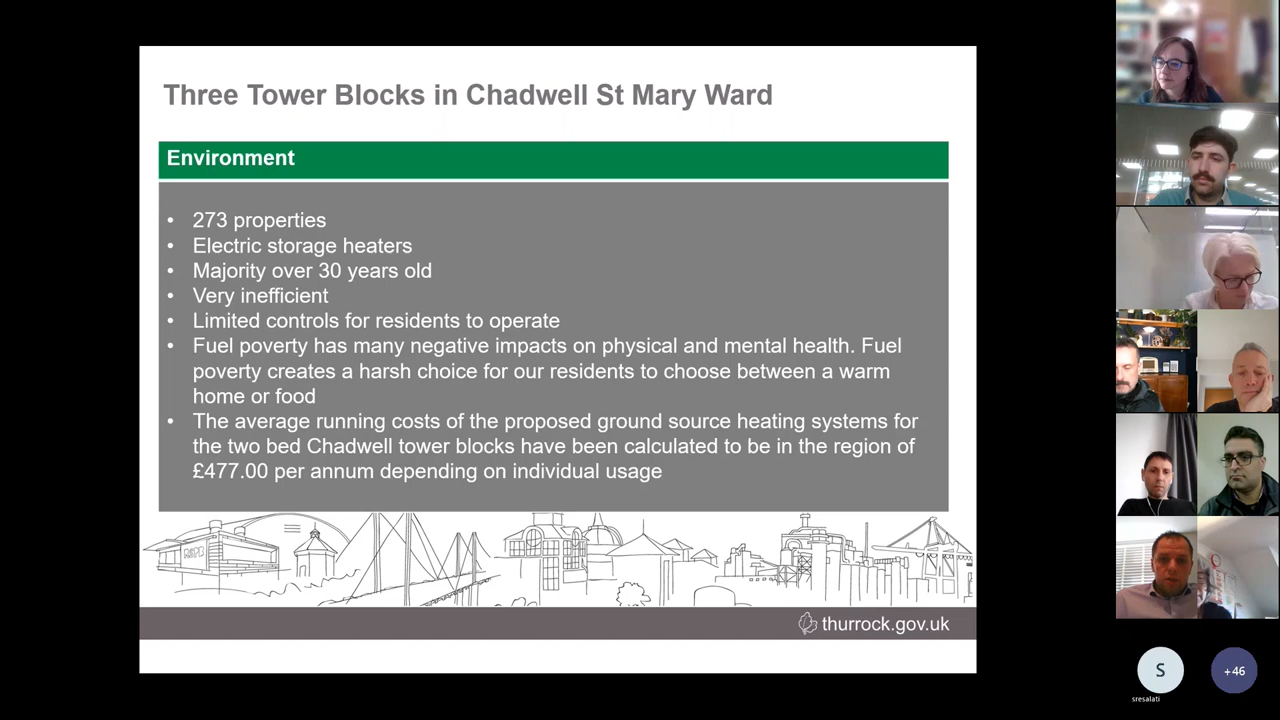 Three Tower Blocks in Chadwell St Mary Ward
Environment
• 273 properties
• Electric storage heaters
• Majority over 30 years old
• Very inefficient
• Limited controls for residents to operate
• Fuel poverty has many negative impacts on physical and mental health. Fuel
poverty creates a harsh choice for our residents to choose between a warm
home or food
• The average running costs of the proposed ground source heating systems for
the two bed Chadwell tower blocks have been calculated to be in the region of
£477.00 per annum depending on individual usage
thurrock.gov.uk
S
+46
sresalati